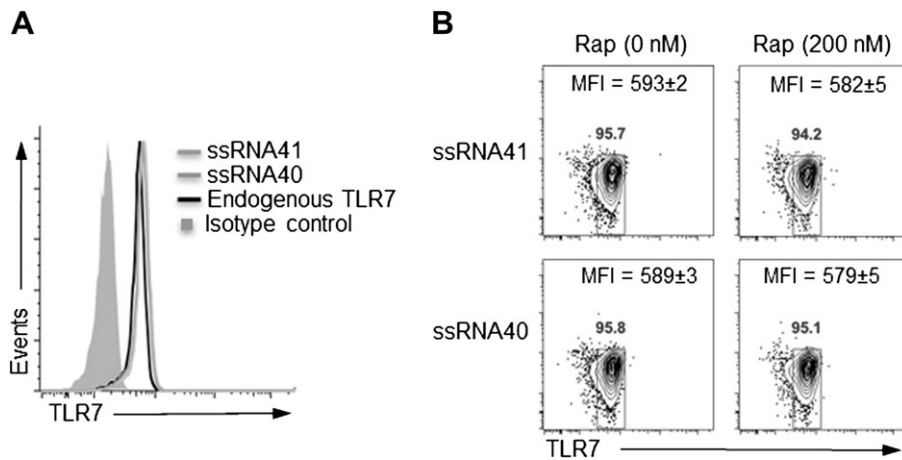 A
ssRNA41
ssRNA40
Endogenous TLR7
Isotype control
Events
TLR7
B
Rap (0 nM)
Rap (200 nM)
MFI = 593±2
MFI = 582±5
95.7
94.2
ssRNA41
MFI = 589±3
MFI = 579±5
95.8
95.1
ssRNA40
TLR7